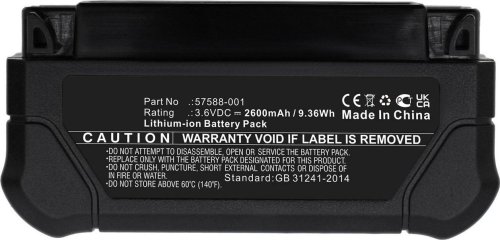 Part No : 57588-001
Rating : 3.6VDC ⎓ 2600mAh / 9.36Wh
Lithium-ion Battery Pack
CE UK CA
Made In China
CAUTION WARRANTY VOID IF LABEL IS REMOVED
•DO NOT ATTEMPT TO DISASSEMBLE, OPEN OR SERVICE THE BATTERY PACK.
•REPLACE ONLY WITH THE BATTERY DESIGNATED FOR THIS PRODUCT.
•DO NOT CRUSH, PUNCTURE, SHORT EXTERNAL CONTACTS OR DISPOSE OF
IN FIRE OR WATER.
•DO NOT EXPOSE ABOVE 60°C (140°F).
Standard:GB 31241-2014